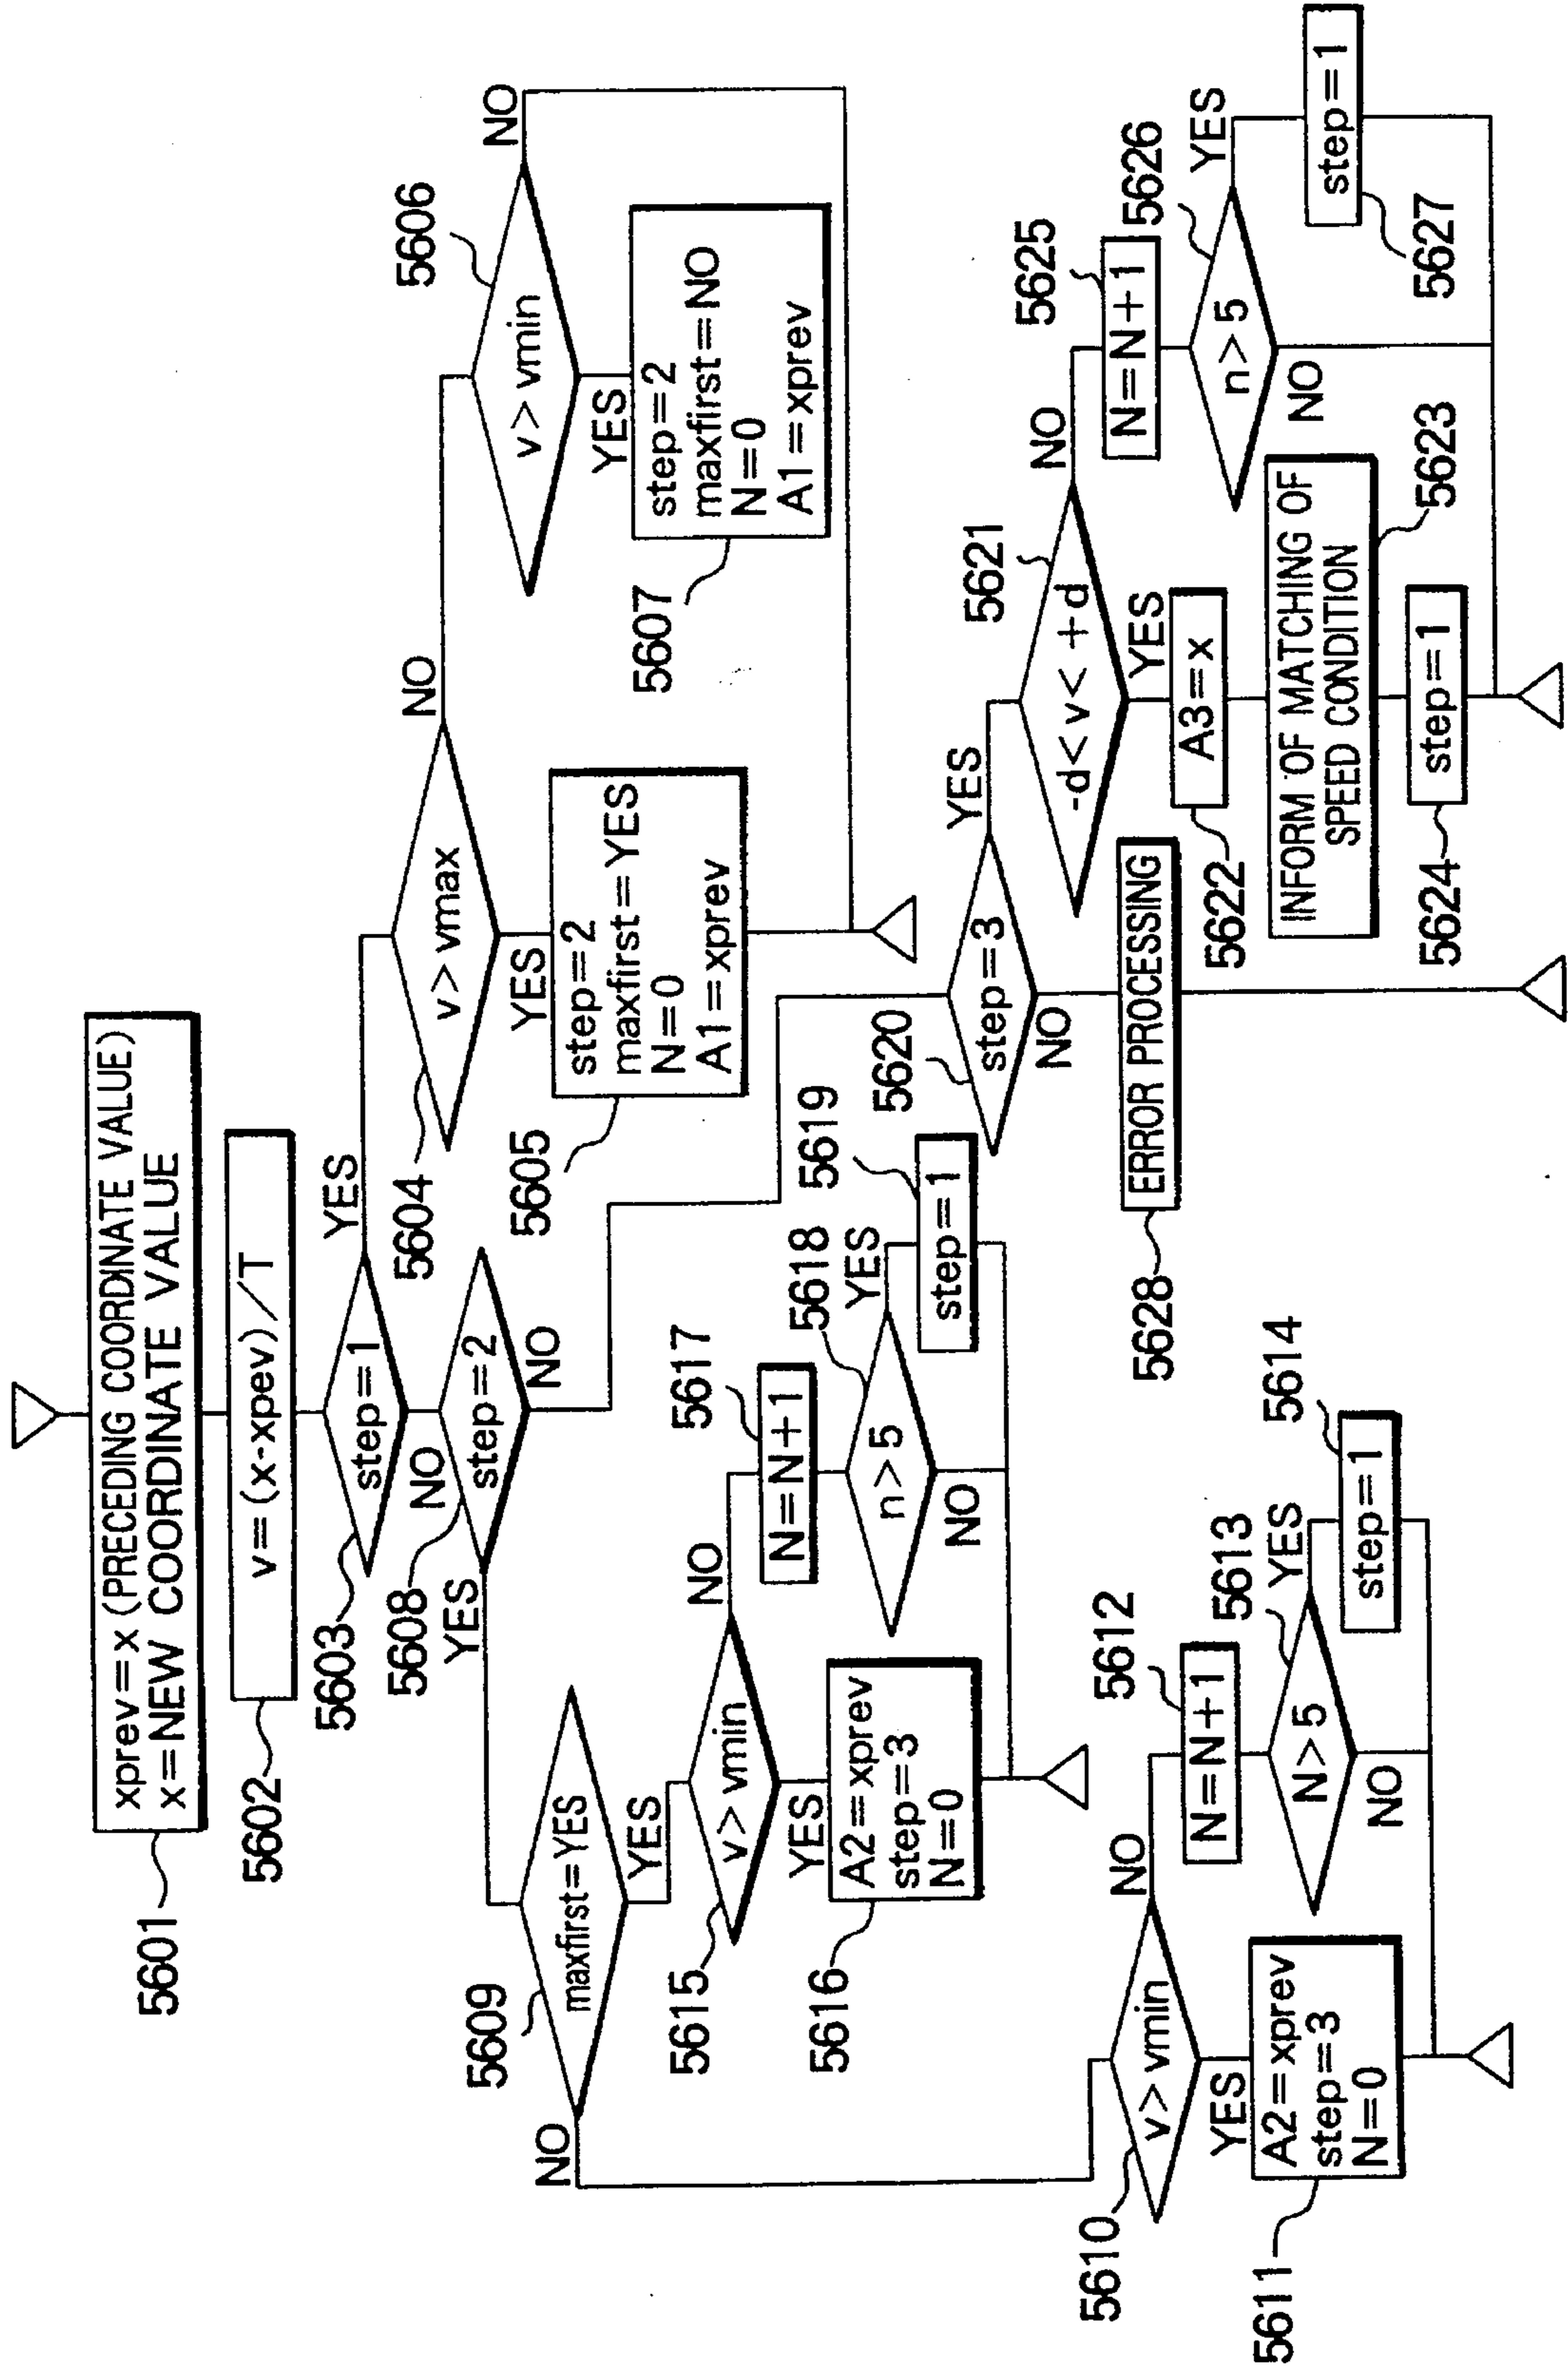 xprev=x (PRECEDING COORDINATE VALUE)
x=NEW COORDINATE VALUE
5601
v=(x-xpev)/T
5602
step=1
5603
YES
NO
v>vmax
5604
NO
YES
step=2
maxfirst=YES
N=0
A1=xprev
5605
v>vmin
5606
NO
YES
step=2
maxfirst=NO
N=0
A1=xprev
5607
step=2
5608
YES
NO
maxfirst=YES
5609
NO
YES
v>vmin
5610
NO
YES
A2=xprev
step=3
N=0
5611
N=N+1
5612
N>5
5613
YES
NO
step=1
5614
v>vmin
5615
NO
YES
A2=xprev
step=3
N=0
5616
N=N+1
5617
n>5
5618
YES
NO
step=1
5619
step=3
5620
YES
NO
-d<v<+d
5621
NO
YES
A3=x
5622
INFORM OF MATCHING OF
SPEED CONDITION
5623
step=1
5624
N=N+1
5625
n>5
5626
YES
NO
step=1
5627
ERROR PROCESSING
5628